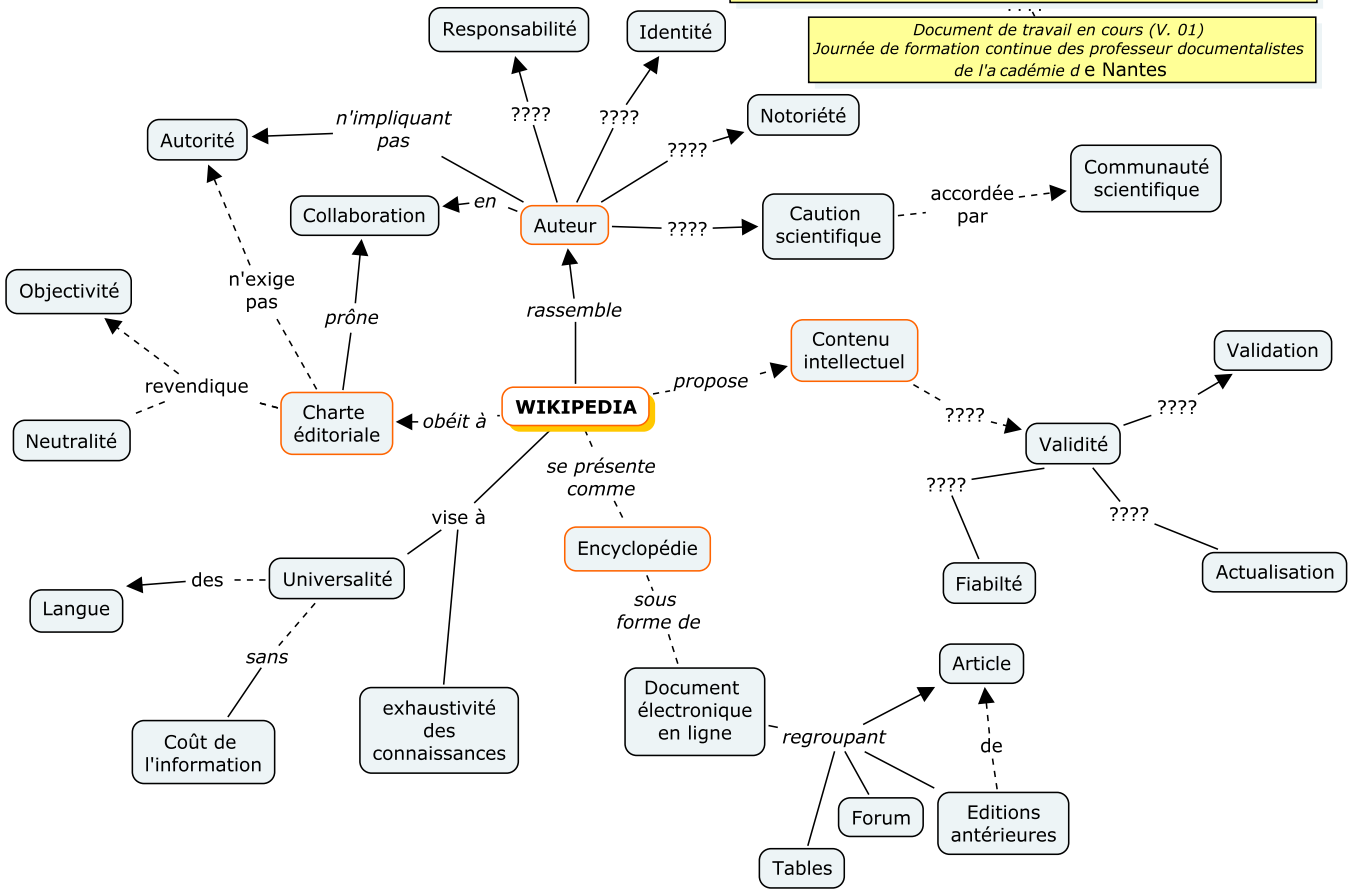 Responsabilité
Identité
Document de travail en cours (V. 01)
Journée de formation continue des professeur documentalistes
de l'a cadémie d e Nantes
????
????
Notoriété
n'impliquant
pas
Autorité
????
Communauté
scientifique
accordée
par
Collaboration
en
Auteur
????
Caution
scientifique
Objectivité
n'exige
pas
prône
rassemble
Contenu
intellectuel
Validation
revendique
propose
????
Neutralité
Charte
éditoriale
obéit à
WIKIPEDIA
????
Validité
se présente
comme
????
????
vise à
Encyclopédie
Langue
des
Universalité
Fiabilté
Actualisation
sous
forme de
sans
Article
Document
électronique
en ligne
exhaustivité
des
connaissances
Coût de
l'information
regroupant
de
Forum
Editions
antérieures
Tables